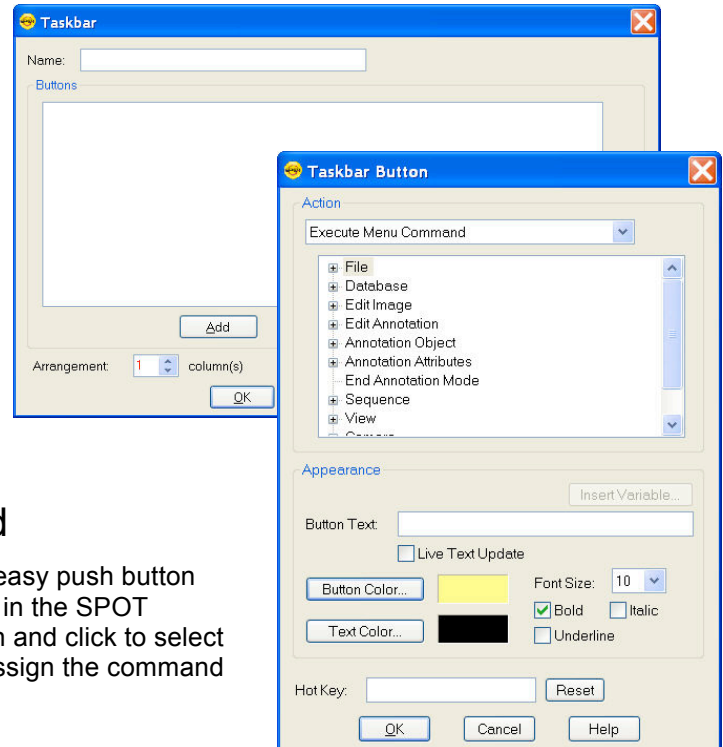 Taskbar
Name:
Buttons
Add
Arrangement: 1 column(s)
OK
Taskbar Button
Action
Execute Menu Command
File
Database
Edit Image
Edit Annotation
Annotation Object
Annotation Attributes
End Annotation Mode
Sequence
View
Appearance
Insert Variable...
Button Text:
Live Text Update
Button Color...
Font Size: 10
Bold Italic
Text Color...
Underline
Hot Key: Reset
OK Cancel Help
easy push button
in the SPOT
and click to select
ssign the command